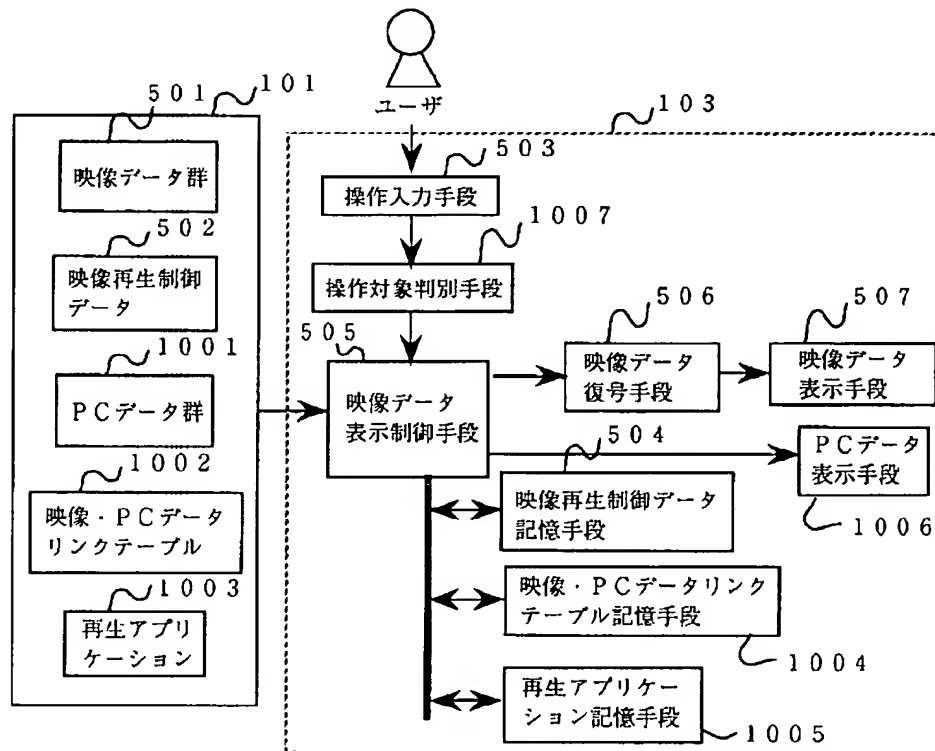 ユーザ
101
501
映像データ群
502
映像再生制御
データ
1001
PCデータ群
1002
映像・PCデータ
リンクテーブル
1003
再生アプリ
ケーション
103
503
操作入力手段
1007
操作対象判別手段
505
映像データ
表示制御手段
506
映像データ
復号手段
507
映像データ
表示手段
PCデータ
表示手段
1006
504
映像再生制御データ
記憶手段
映像・PCデータリンク
テーブル記憶手段
1004
再生アプリケー
ション記憶手段
1005